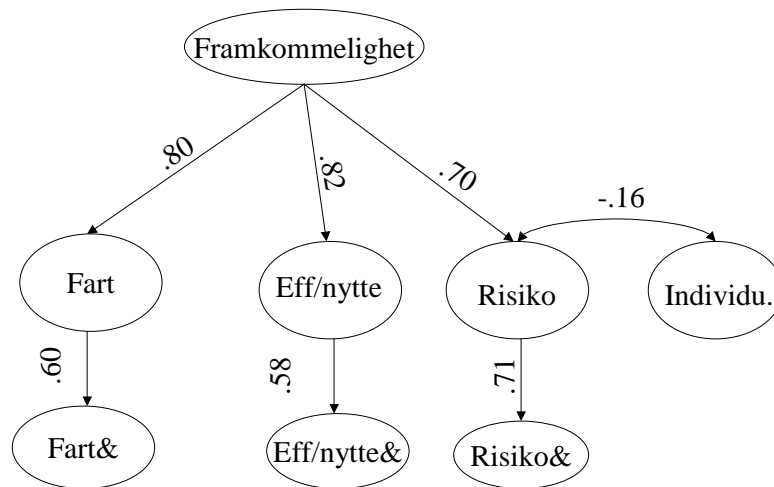 Framkommelighet
.80
.82
.70
-.16
Fart
Eff/nytte
Risiko
Individu.
.60
.58
.71
Fart&
Eff/nytte&
Risiko&